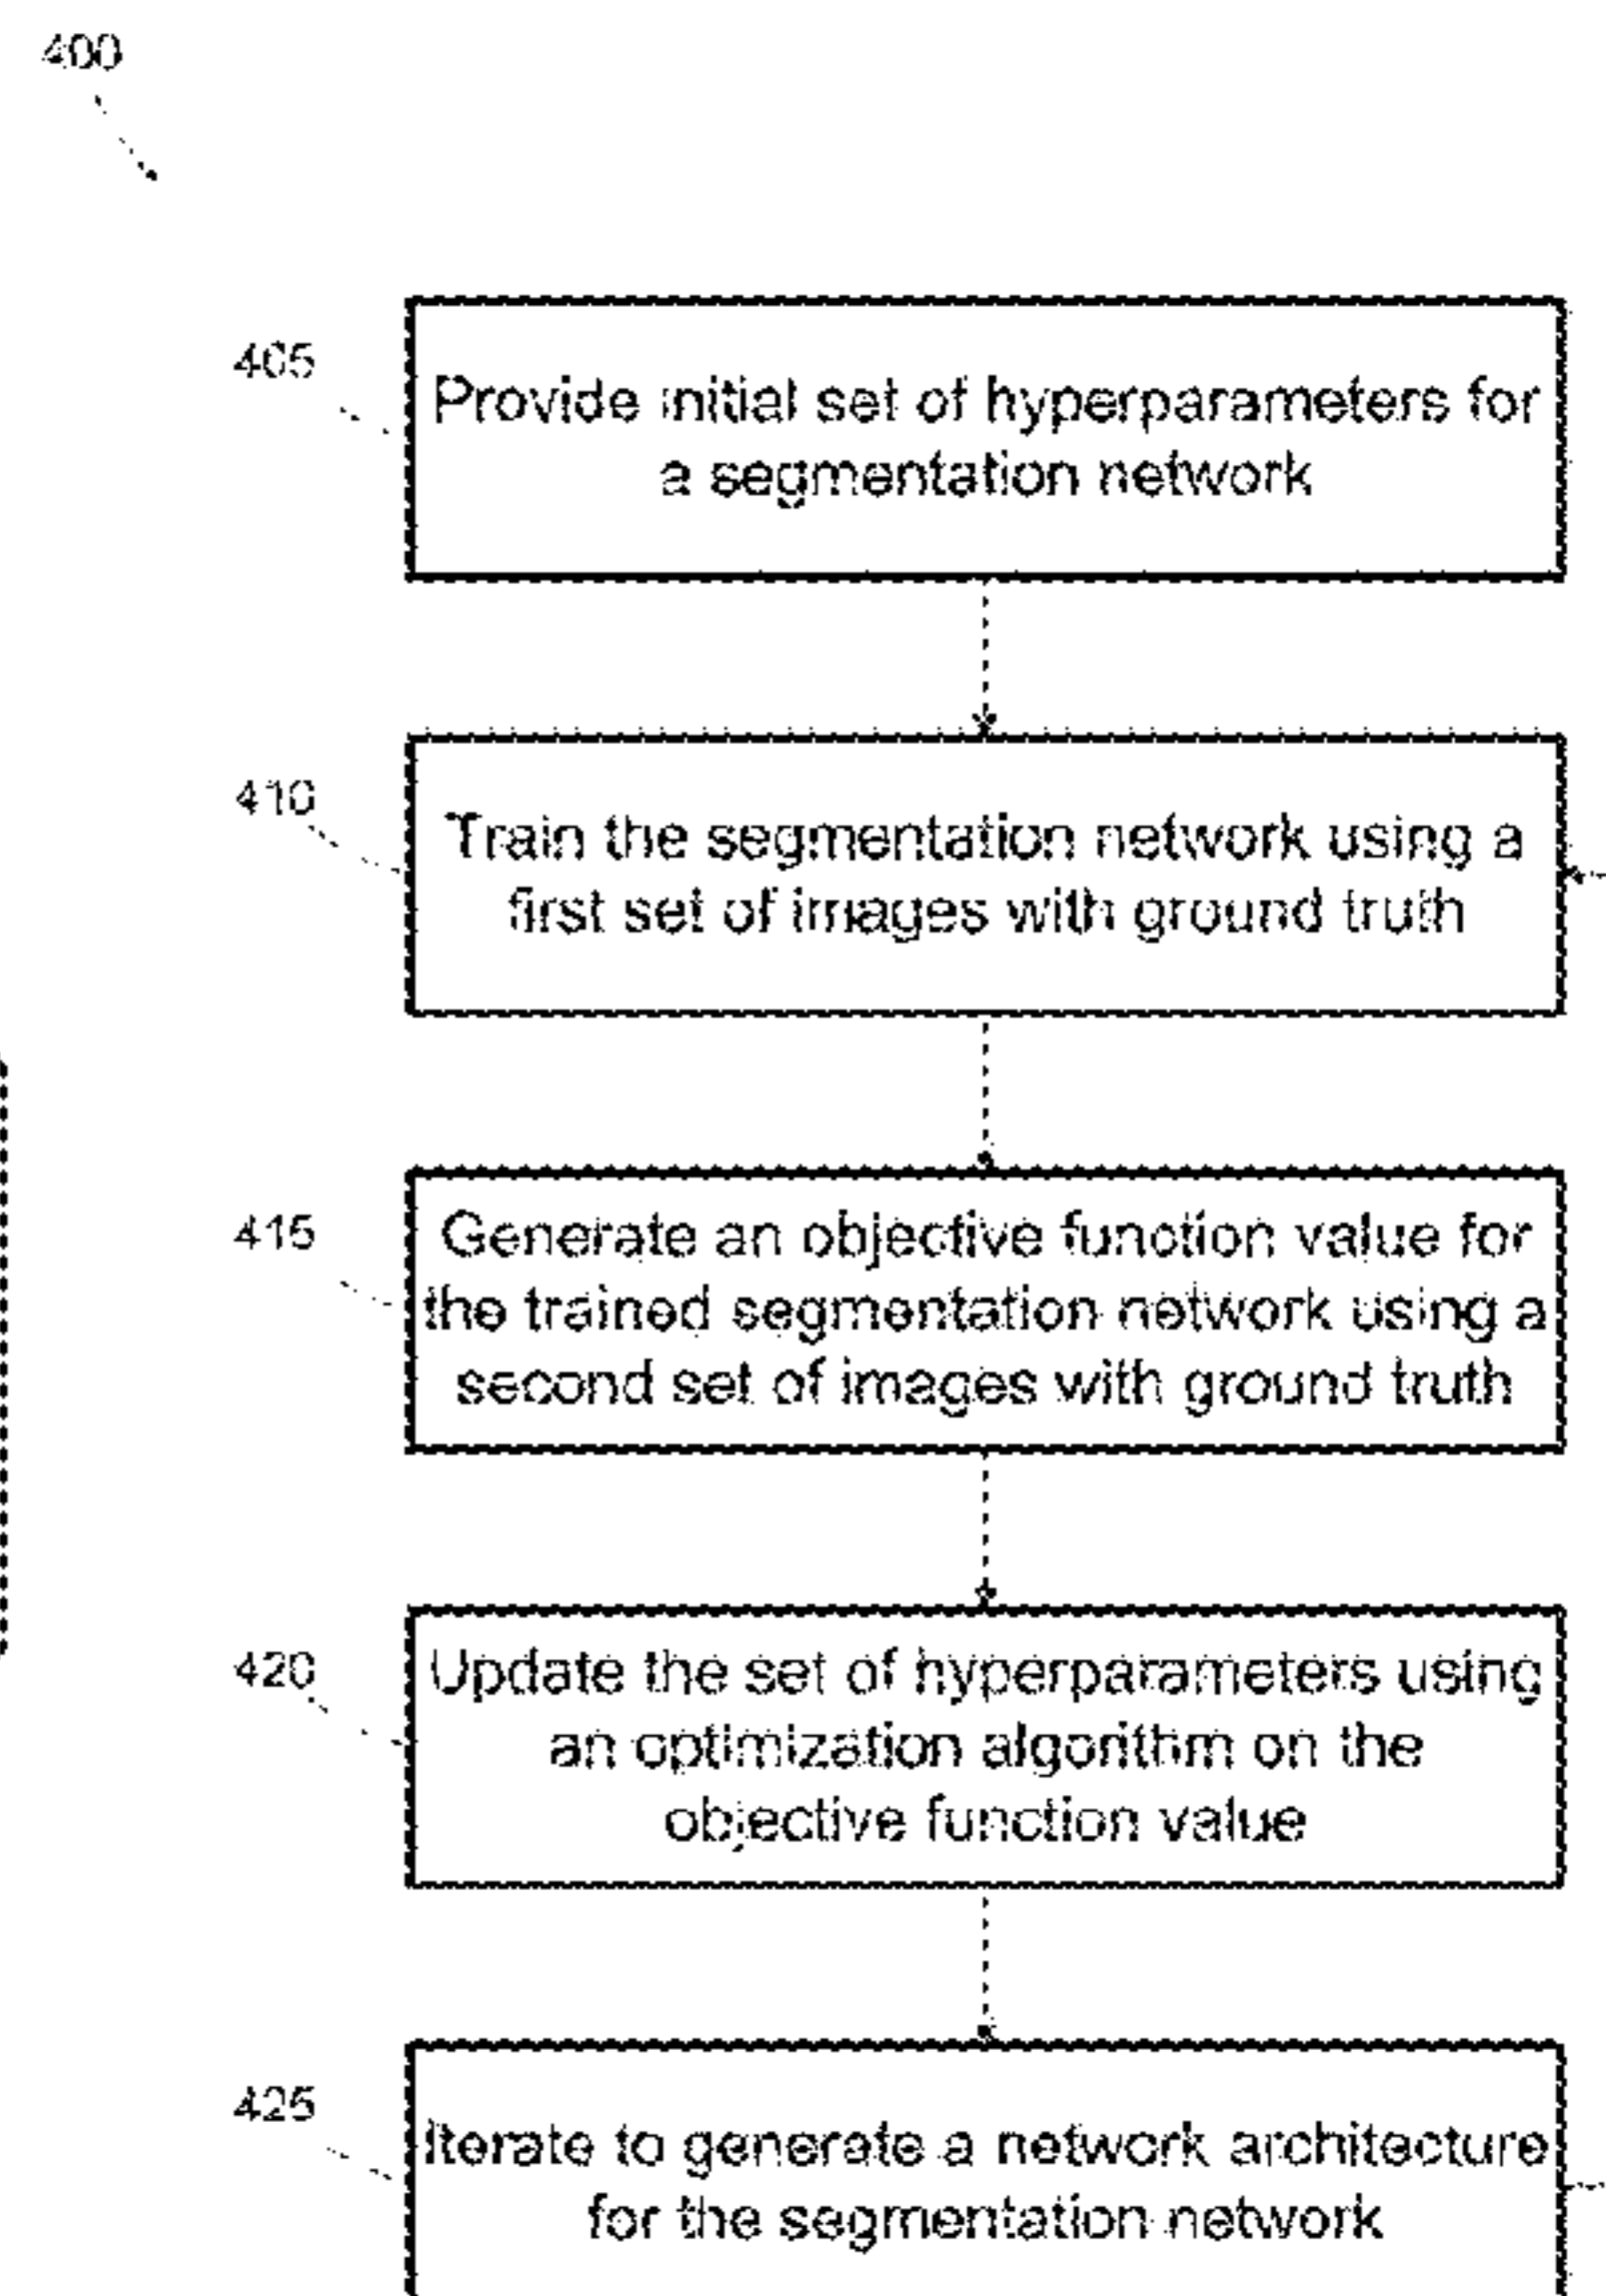 400
405
Provide initial set of hyperparameters for
a segmentation network
410
Train the segmentation network using a
first set of images with ground truth
415
Generate an objective function value for
the trained segmentation network using a
second set of images with ground truth
420
Update the set of hyperparameters using
an optimization algorithm on the
objective function value
425
Iterate to generate a network architecture
for the segmentation network